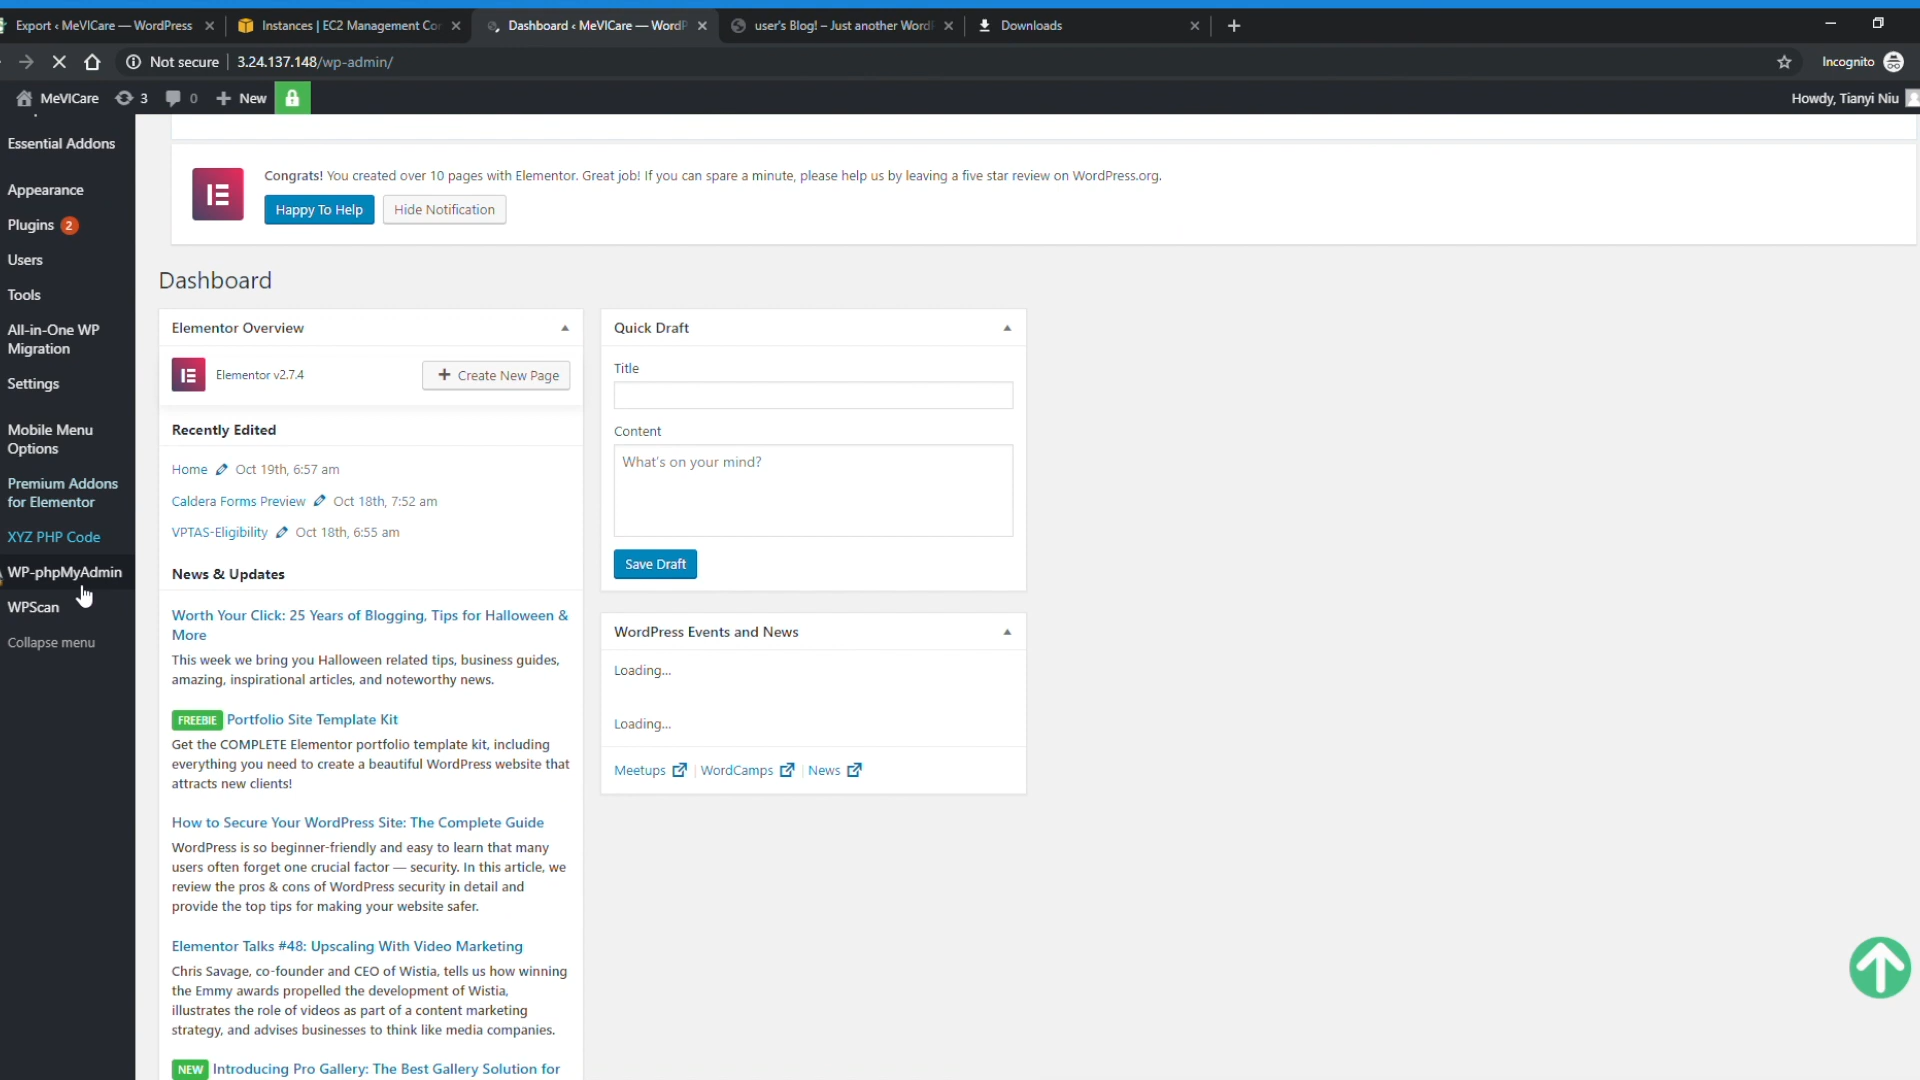 Export ‹ MeVICare — WordPress
Instances | EC2 Management Co
Dashboard ‹ MeVICare — WordP
user's Blog! – Just another Word
Downloads
Not secure
3.24.137.148/wp-admin/
Incognito
MeVICare
3
0
New
Howdy, Tianyi Niu
Essential Addons
Appearance
Plugins 2
Users
Tools
All-in-One WP
Migration
Settings
Mobile Menu
Options
Premium Addons
for Elementor
XYZ PHP Code
WP-phpMyAdmin
WPScan
Collapse menu
Congrats! You created over 10 pages with Elementor. Great job! If you can spare a minute, please help us by leaving a five star review on WordPress.org.
Happy To Help
Hide Notification
Dashboard
Elementor Overview
Elementor v2.7.4
Create New Page
Recently Edited
Home Oct 19th, 6:57 am
Caldera Forms Preview Oct 18th, 7:52 am
VPTAS-Eligibility Oct 18th, 6:55 am
News & Updates
Worth Your Click: 25 Years of Blogging, Tips for Halloween &
More
This week we bring you Halloween related tips, business guides,
amazing, inspirational articles, and noteworthy news.
FREEBIE Portfolio Site Template Kit
Get the COMPLETE Elementor portfolio template kit, including
everything you need to create a beautiful WordPress website that
attracts new clients!
How to Secure Your WordPress Site: The Complete Guide
WordPress is so beginner-friendly and easy to learn that many
users often forget one crucial factor — security. In this article, we
review the pros & cons of WordPress security in detail and
provide the top tips for making your website safer.
Elementor Talks #48: Upscaling With Video Marketing
Chris Savage, co-founder and CEO of Wistia, tells us how winning
the Emmy awards propelled the development of Wistia,
illustrates the role of videos as part of a content marketing
strategy, and advises businesses to think like media companies.
NEW Introducing Pro Gallery: The Best Gallery Solution for
Quick Draft
Title
Content
What's on your mind?
Save Draft
WordPress Events and News
Loading...
Loading...
Meetups | WordCamps | News